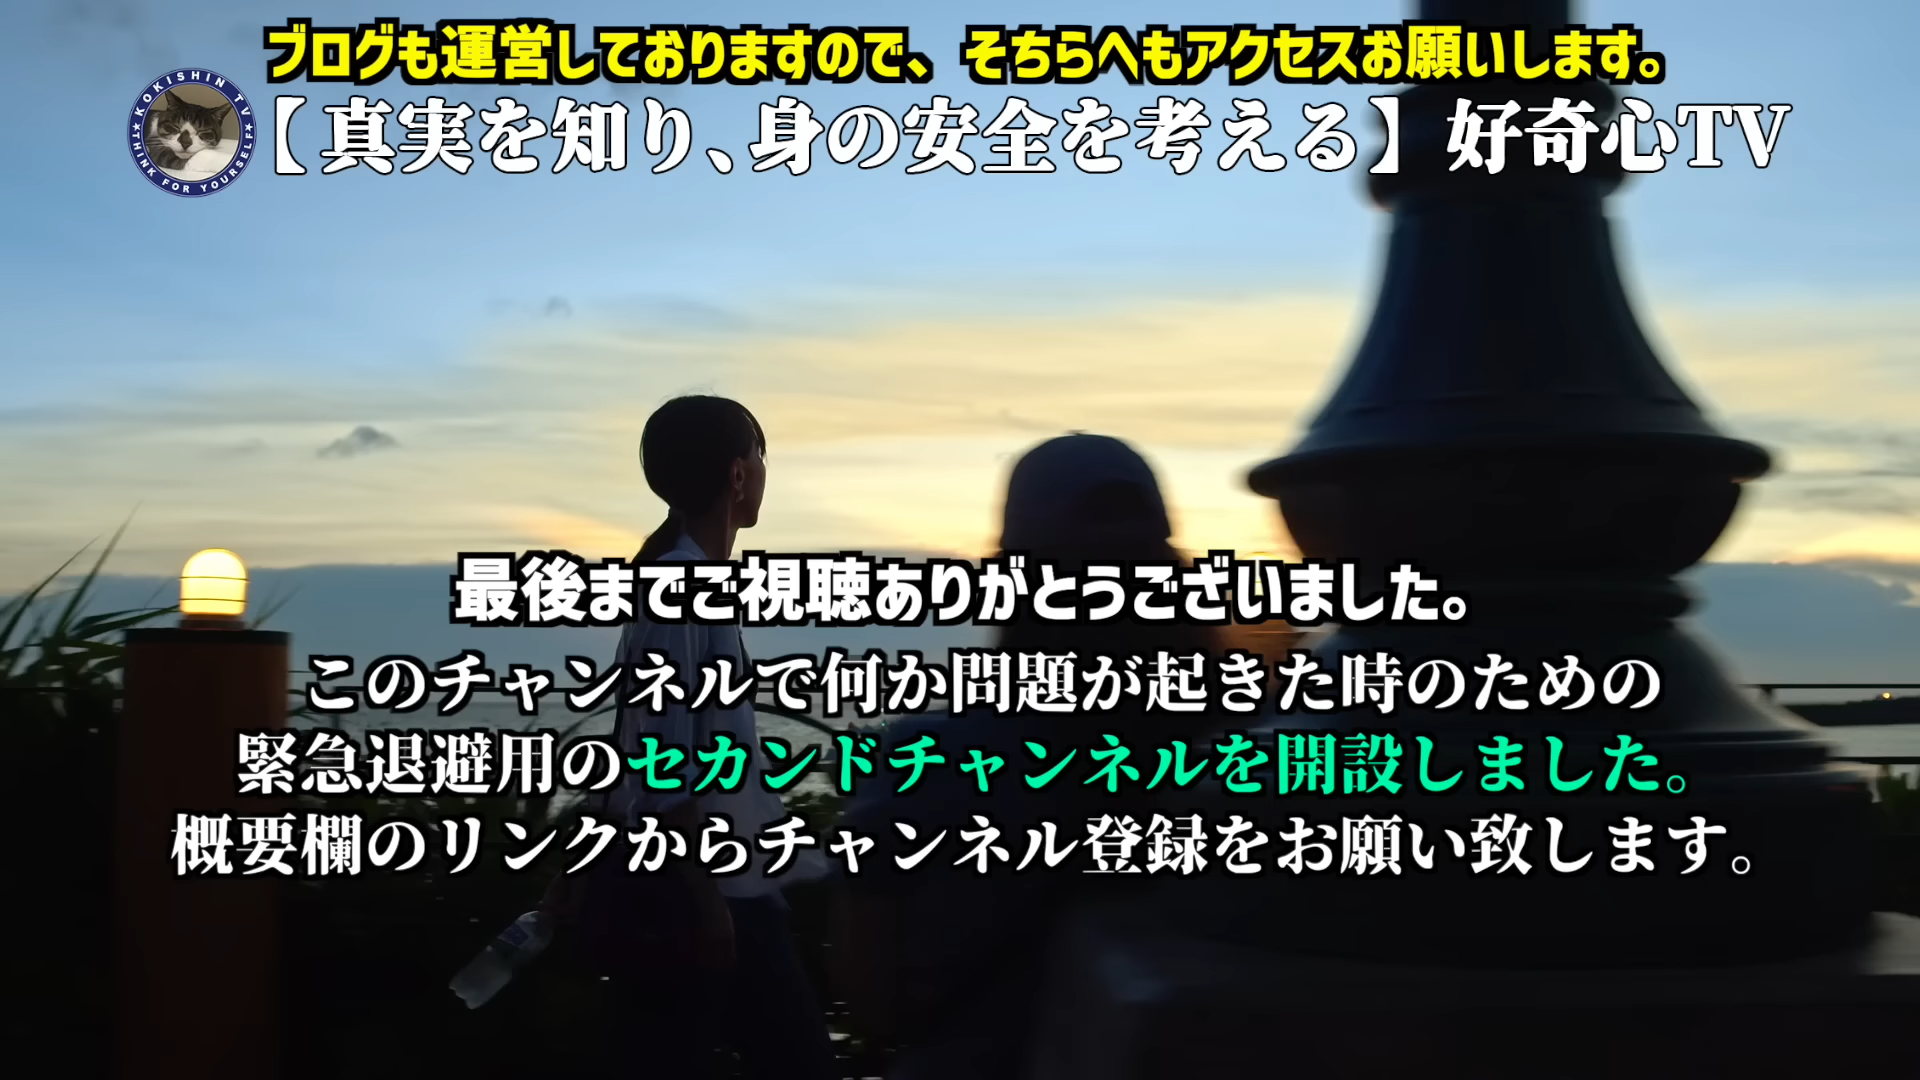 ブログも運営しておりますので、そちらへもアクセスお願いします。
KOKISHIN TV
★THINK FOR YOURSELF★
【真実を知り、身の安全を考える】好奇心TV
最後までご視聴ありがとうございました。
このチャンネルで何か問題が起きた時のための
緊急退避用のセカンドチャンネルを開設しました。
概要欄のリンクからチャンネル登録をお願い致します。